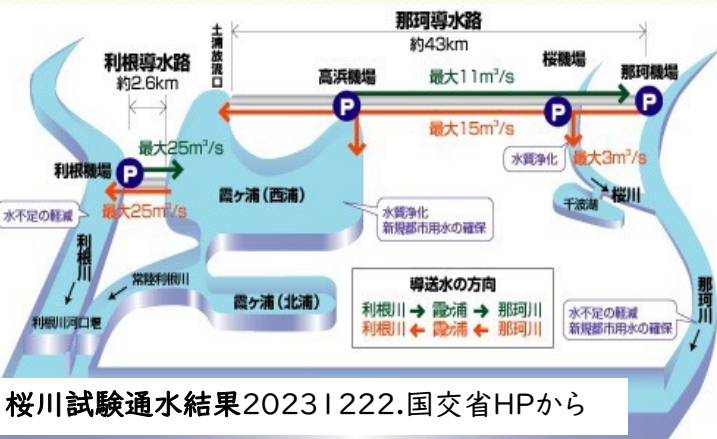 那珂導水路
約43km
利根導水路
約2.6km
土浦放流口
高浜機場
桜機場
那珂機場
最大11m³/s
P
P
P
最大15m³/s
最大25m³/s
利根機場
P
最大25m³/s
水質浄化
最大3m³/s
水不足の軽減
霞ヶ浦(西浦)
水質浄化
新規都市用水の確保
千波湖
桜川
利根川
常陸利根川
霞ヶ浦(北浦)
利根川河口堰
導送水の方向
利根川→霞ヶ浦→那珂川
利根川←霞ヶ浦←那珂川
水不足の軽減
新規都市用水の確保
那珂川
桜川試験通水結果20231222.国交省HPから